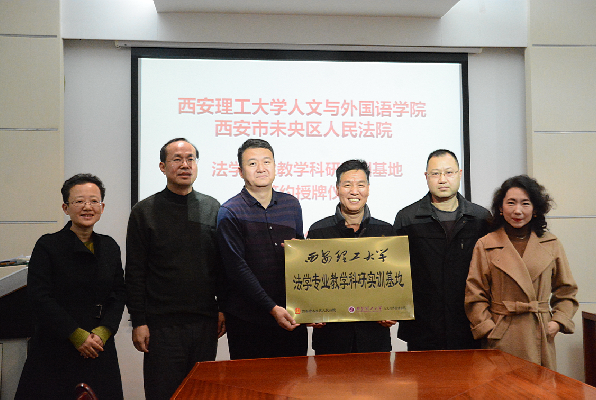 西安理工大学人文与外国语学院
西安市未央区人民法院
法学 教学科研 训基地
约授牌仪
西安理工大学
法学专业教学科研实训基地